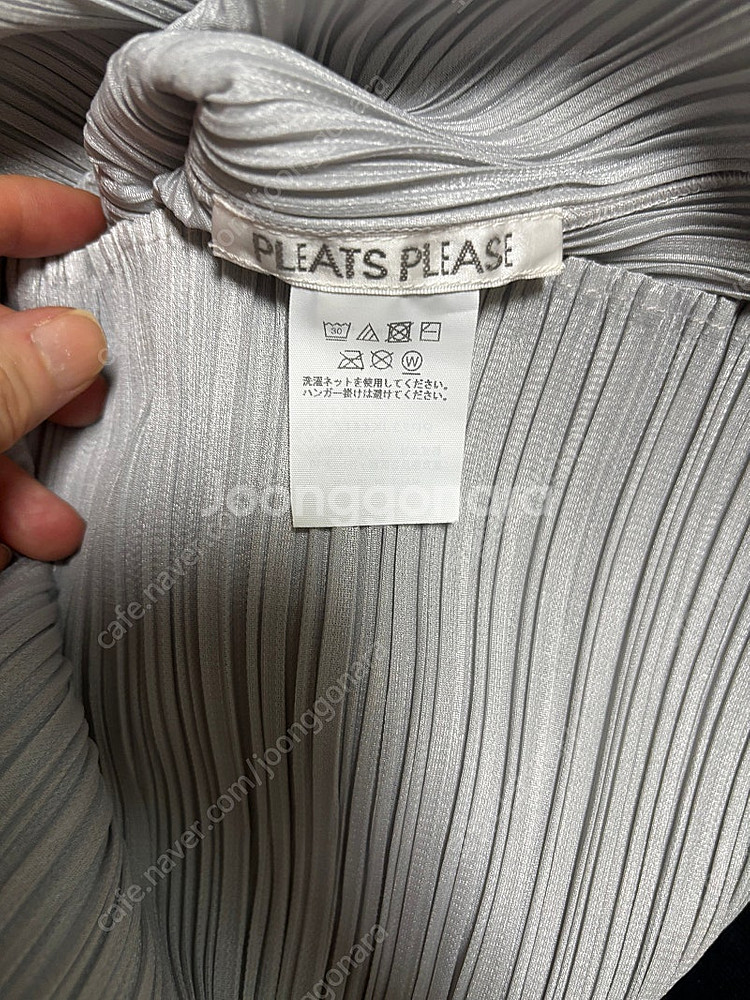 PLEATS PLEASE
30
W
洗濯ネットを使用してください。
ハンガー掛けは避けてください。
joonggonara
cafe.naver.com/joonggonara
cafe.naver.com/joonggonara